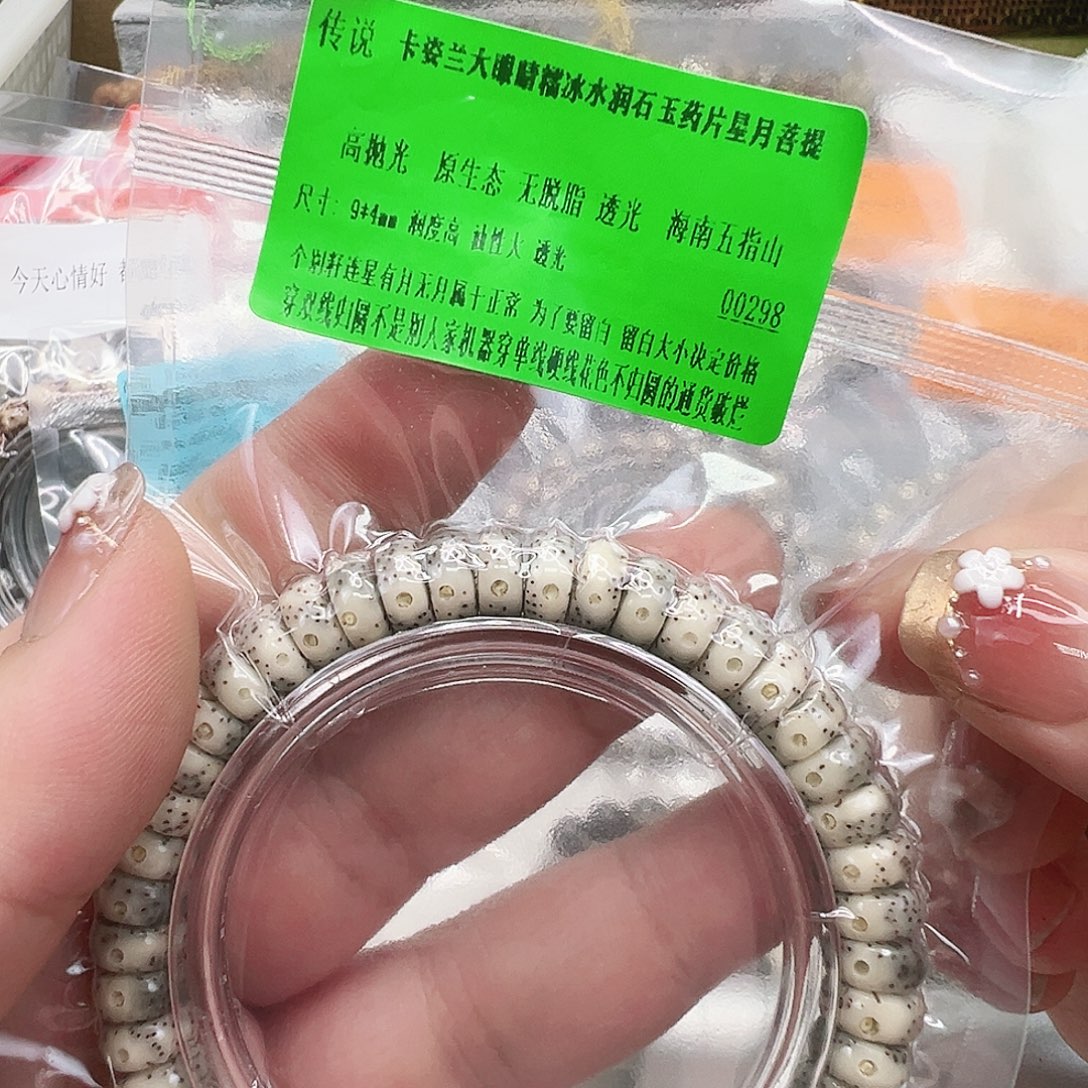 传说 卡姿兰大眼睛糯冰水润石玉药片星月菩提
高抛光 原生态 无脱脂 透光 海南五指山
尺寸: 9*4mm 润度高 油性大 透光
00298
个别轩连星有月无月属于正常 为了要留白 留白大小决定价格
穿双线归圆不是别人家机器穿单线硬线花色不归圆的通货破烂
今天心情好